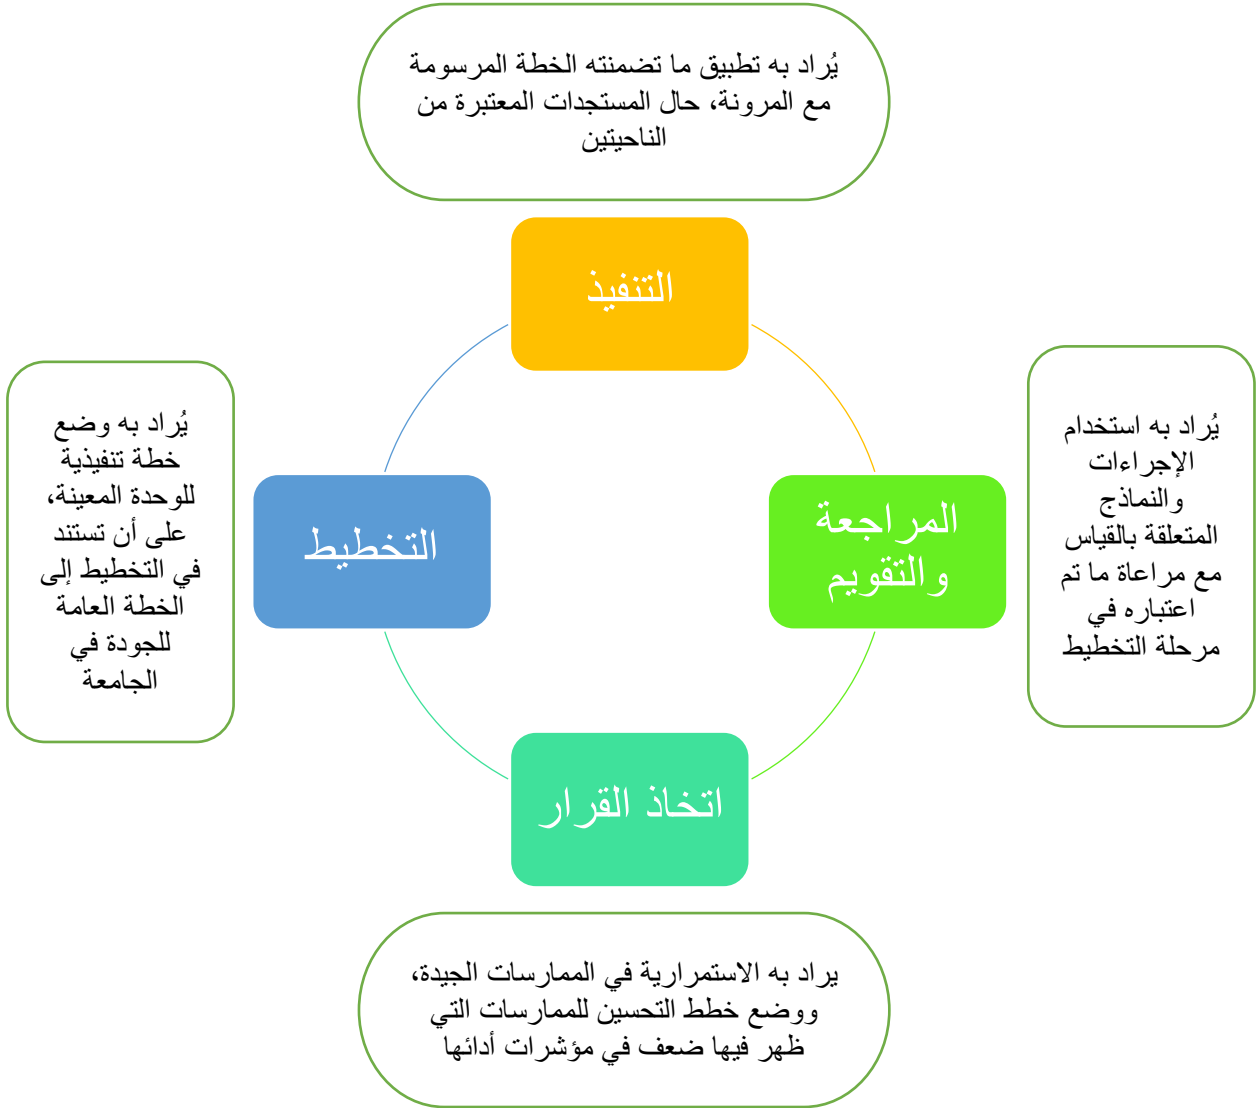 يُراد به تطبيق ما تضمنته الخطة المرسومة
مع المرونة، حال المستجدات المعتبرة من
الناحيتين
التنفيذ
يُراد به استخدام
الإجراءات
والنماذج
المتعلقة بالقياس
مع مراعاة ما تم
اعتباره في
مرحلة التخطيط
المراجعة
والتقويم
التخطيط
يُراد به وضع
خطة تنفيذية
للوحدة المعينة،
على أن تستند
في التخطيط إلى
الخطة العامة
للجودة في
الجامعة
اتخاذ القرار
يراد به الاستمرارية في الممارسات الجيدة،
ووضع خطط التحسين للممارسات التي
ظهر فيها ضعف في مؤشرات أدائها